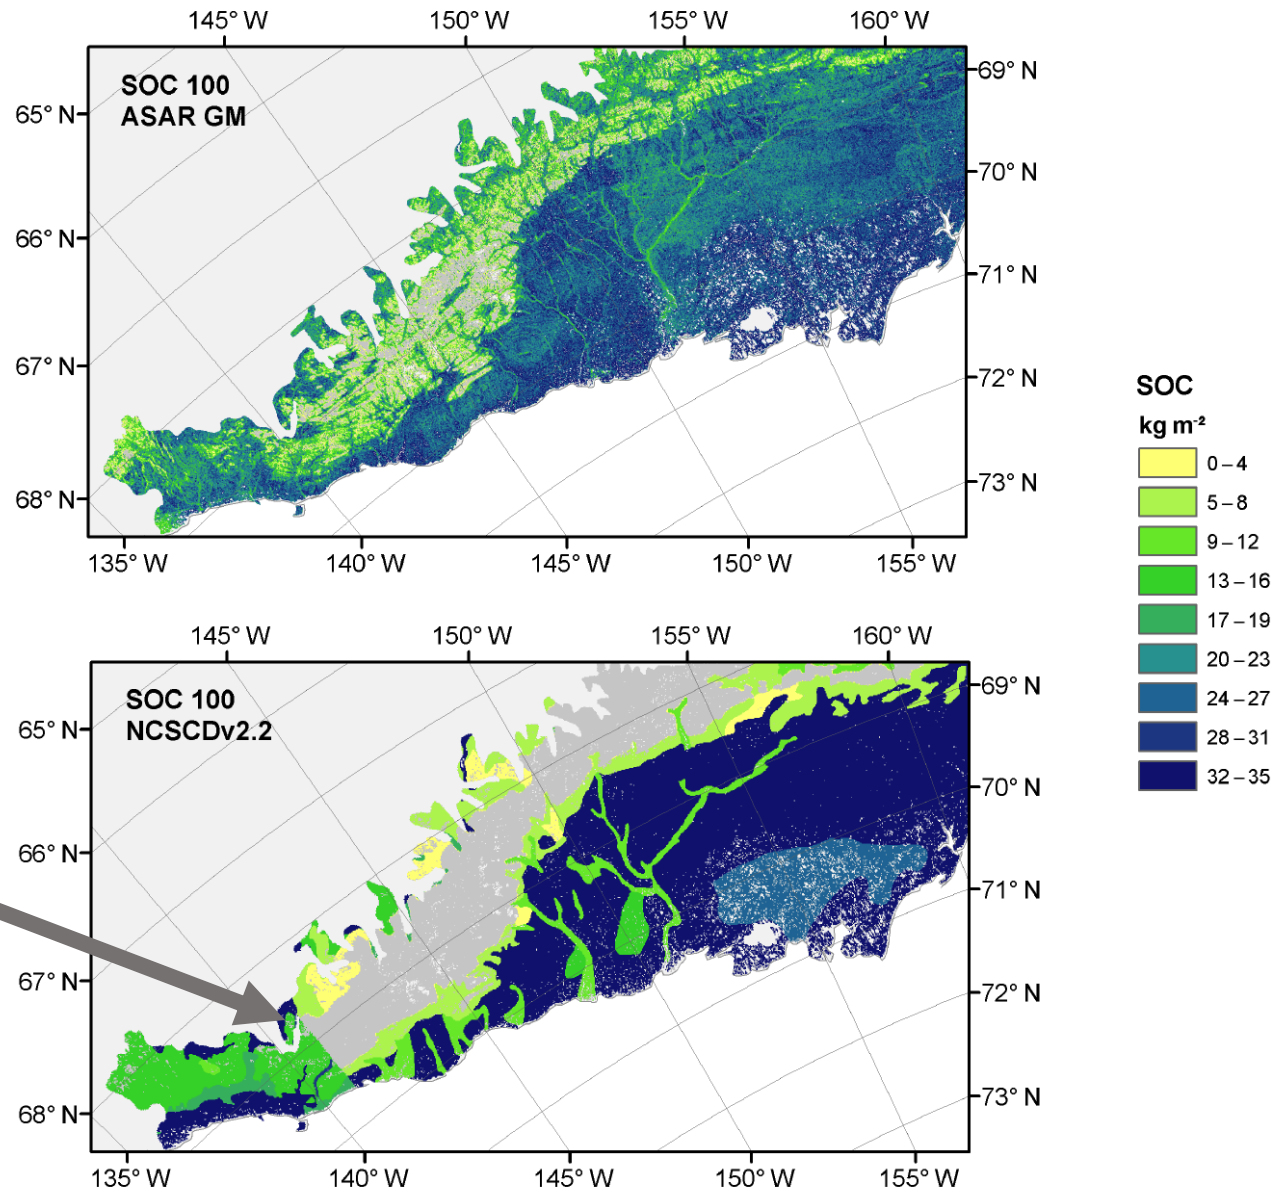 145° W 150° W 155° W 160° W
SOC 100
ASAR GM
65° N
66° N
67° N
68° N
69° N
70° N
71° N
72° N
73° N
135° W 140° W 145° W 150° W 155° W
145° W 150° W 155° W 160° W
SOC 100
NCSCDv2.2
65° N
66° N
67° N
68° N
69° N
70° N
71° N
72° N
73° N
135° W 140° W 145° W 150° W 155° W
SOC
kg m⁻²
0 – 4
5 – 8
9 – 12
13 – 16
17 – 19
20 – 23
24 – 27
28 – 31
32 – 35